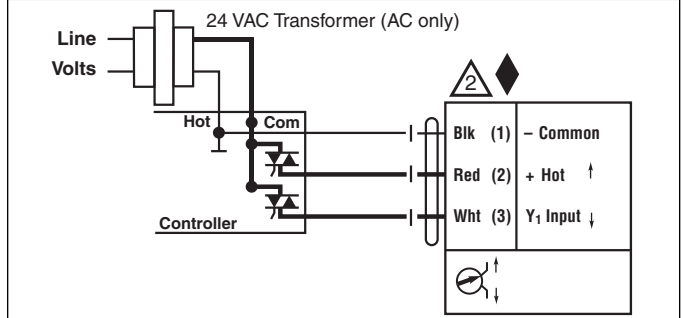 24 VAC Transformer (AC only)
Line
Volts
2
Hot
Com
Blk (1) – Common
Red (2) + Hot ↑
Wht (3) Y₁ Input ↓
Controller